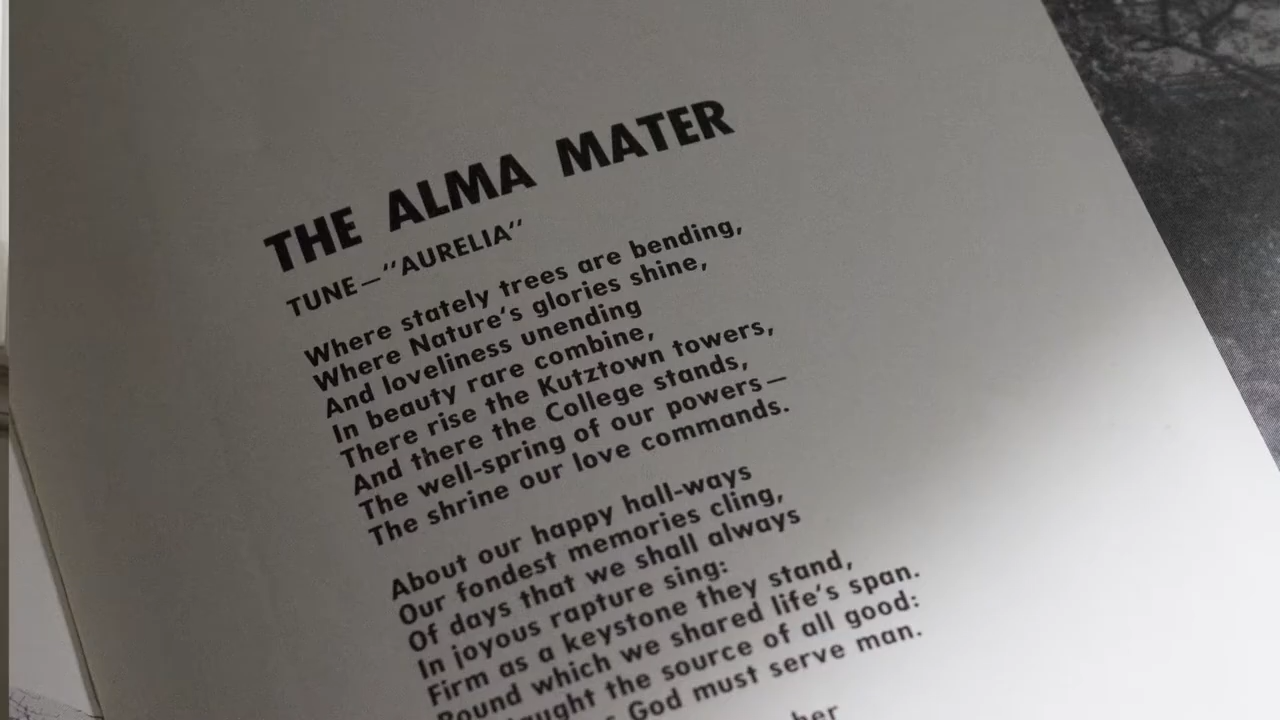 THE ALMA MATER
TUNE—"AURELIA"
Where stately trees are bending,
Where Nature's glories shine,
And loveliness unending
In beauty rare combine,
There rise the Kutztown towers,
And there the College stands,
The well-spring of our powers—
The shrine our love commands.
About our happy hall-ways
Our fondest memories cling,
Of days that we shall always
In joyous rapture sing:
Firm as a keystone they stand,
Round which we shared life's span.
the source of all good:
God must serve man.
her